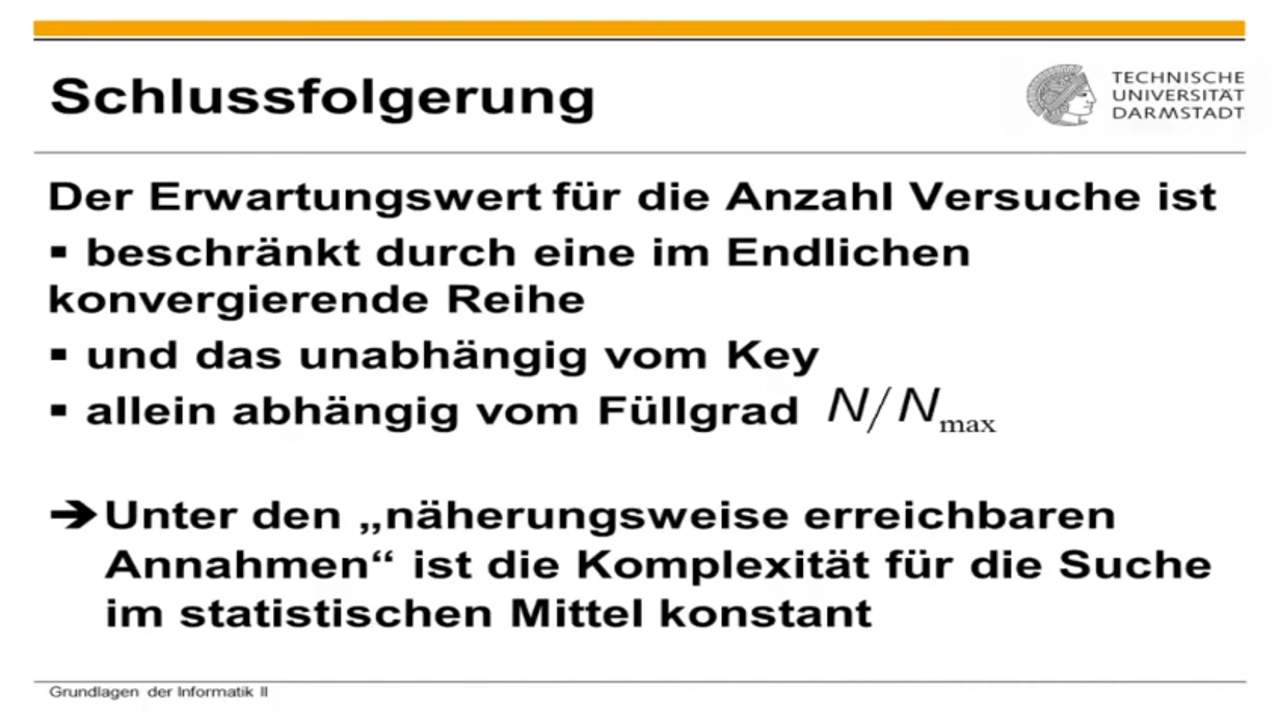 Schlussfolgerung
TECHNISCHE
UNIVERSITÄT
DARMSTADT
Der Erwartungswert für die Anzahl Versuche ist
▪ beschränkt durch eine im Endlichen
konvergierende Reihe
▪ und das unabhängig vom Key
▪ allein abhängig vom Füllgrad N/N_max
➔ Unter den „näherungsweise erreichbaren
Annahmen“ ist die Komplexität für die Suche
im statistischen Mittel konstant
Grundlagen der Informatik II